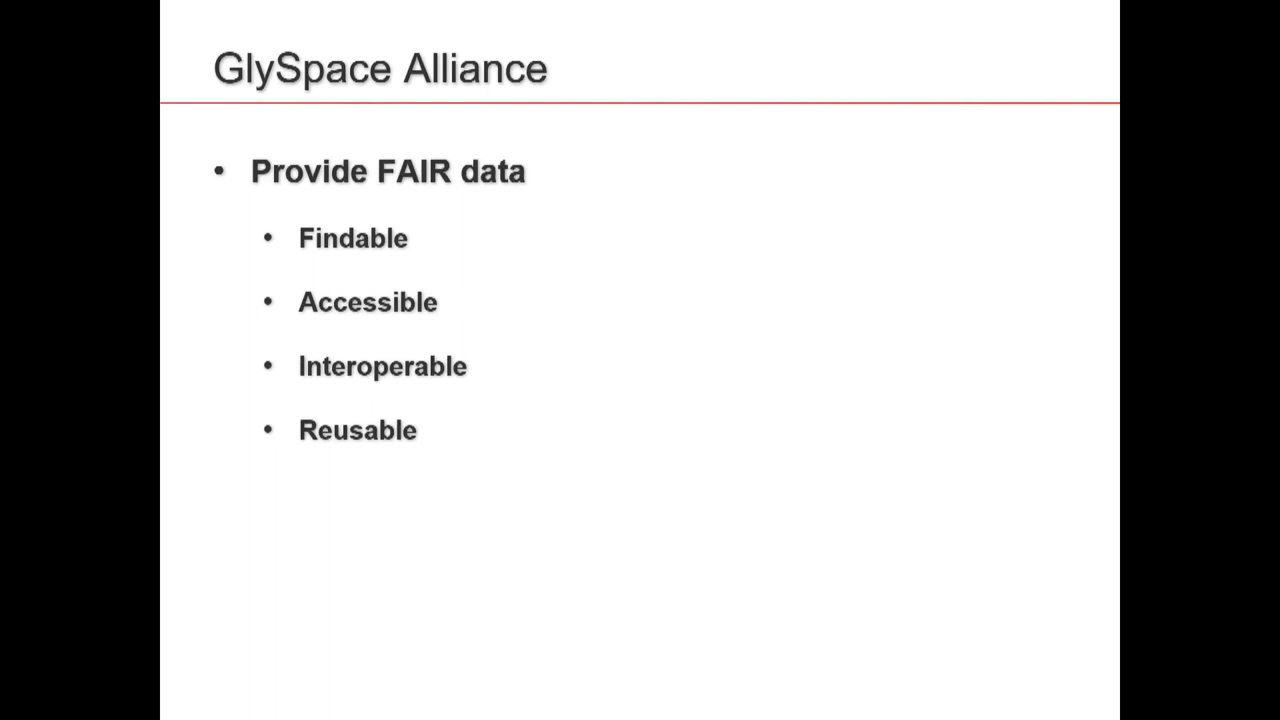 GlySpace Alliance
• Provide FAIR data
• Findable
• Accessible
• Interoperable
• Reusable